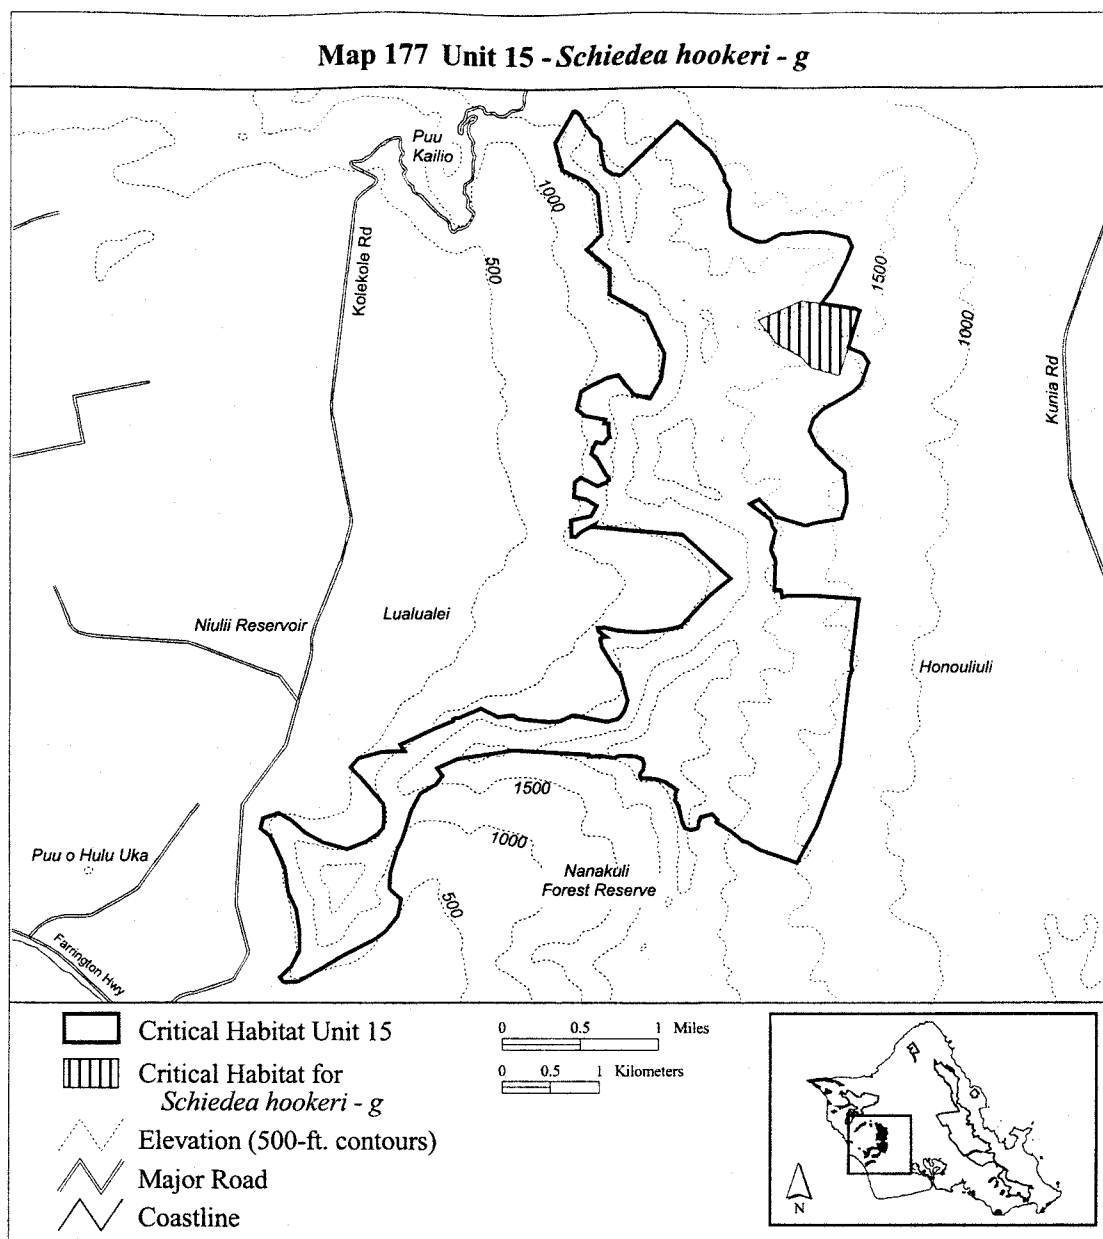 Map 177 Unit 15 - Schiedea hookeri - g
Puu
Kailio
1000
500
Kolekole Rd
1500
1000
Kunia Rd
Niulii Reservoir
Lualualei
Honouliuli
1500
1000
Puu o Hulu Uka
Nanakuli
Forest Reserve
500
Farrington Hwy
Critical Habitat Unit 15
Critical Habitat for
Schiedea hookeri - g
Elevation (500-ft. contours)
Major Road
Coastline
0 0.5 1 Miles
0 0.5 1 Kilometers
N